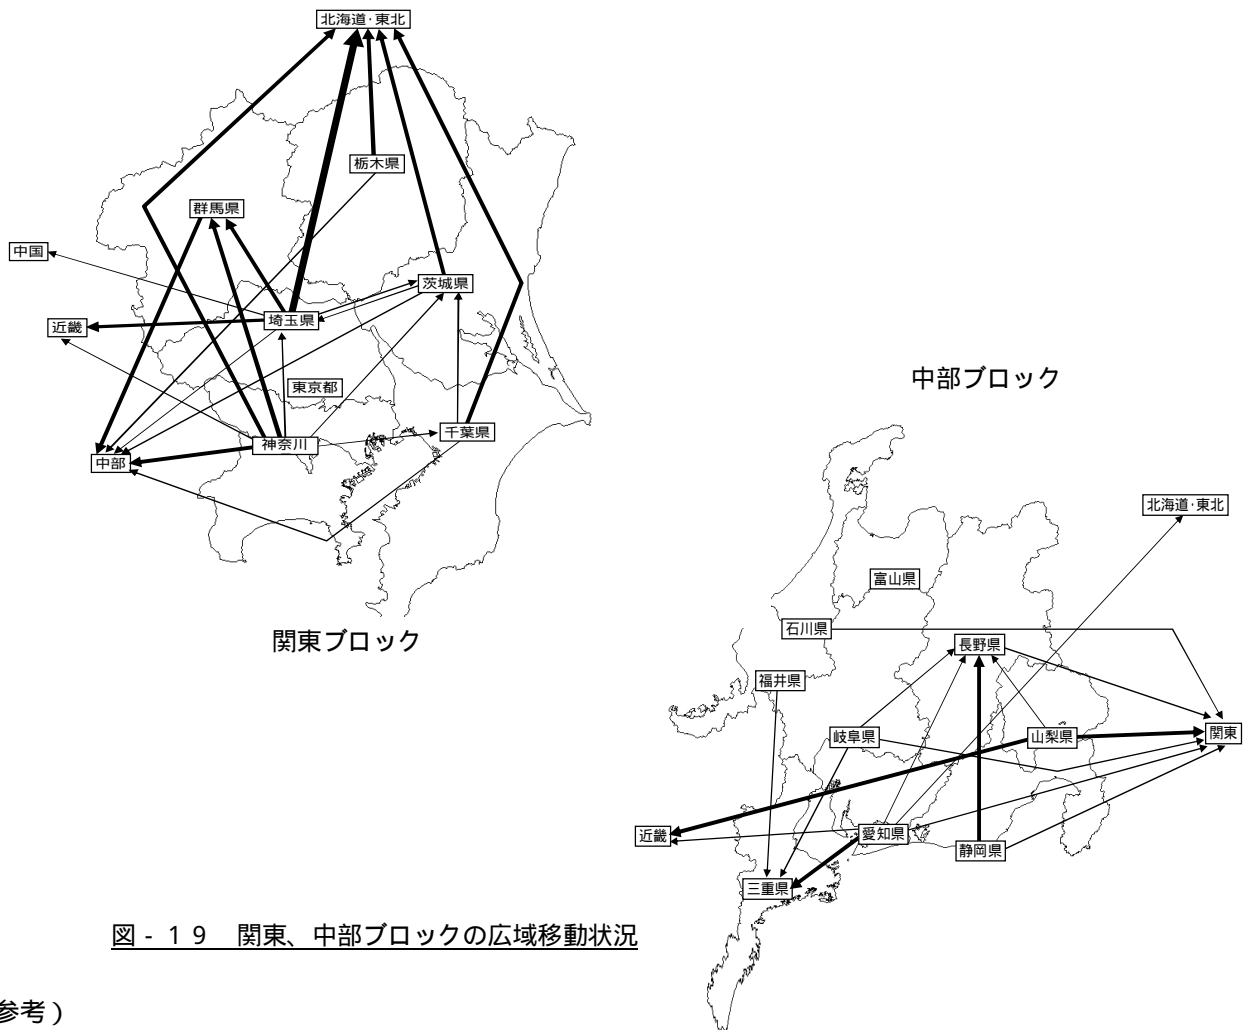 北海道･東北
栃木県
群馬県
中国
茨城県
埼玉県
近畿
東京都
千葉県
神奈川
中部
関東ブロック
中部ブロック
北海道･東北
富山県
石川県
長野県
福井県
関東
岐阜県
山梨県
近畿
愛知県
静岡県
三重県
図-19 関東、中部ブロックの広域移動状況
参考)